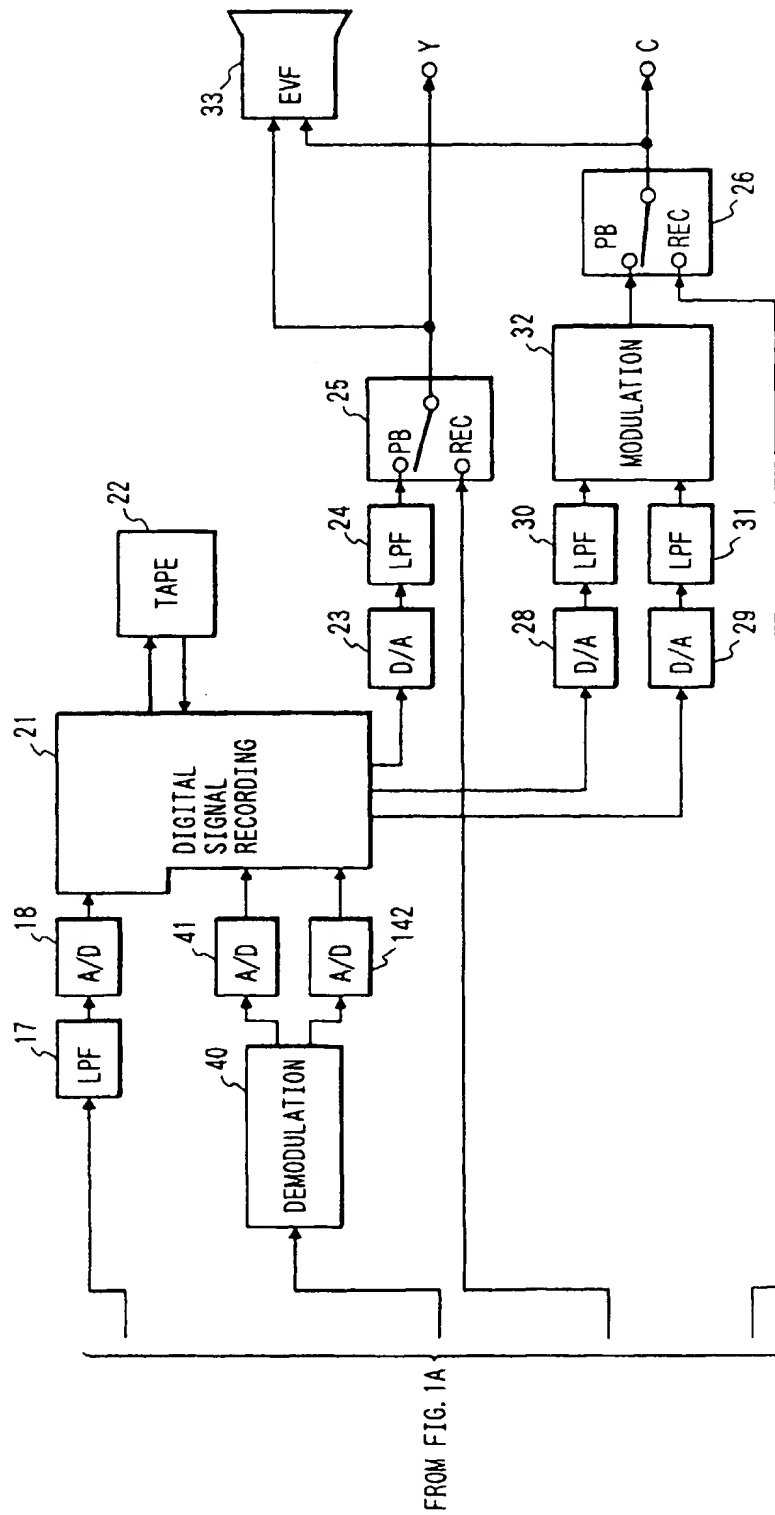 FROM FIG. 1A
17
LPF
18
A/D
40
DEMODULATION
41
A/D
142
A/D
21
DIGITAL
SIGNAL
RECORDING
22
TAPE
23
D/A
24
LPF
25
PB
REC
28
D/A
30
LPF
29
D/A
31
LPF
32
MODULATION
26
PB
REC
33
EVF
Y
C